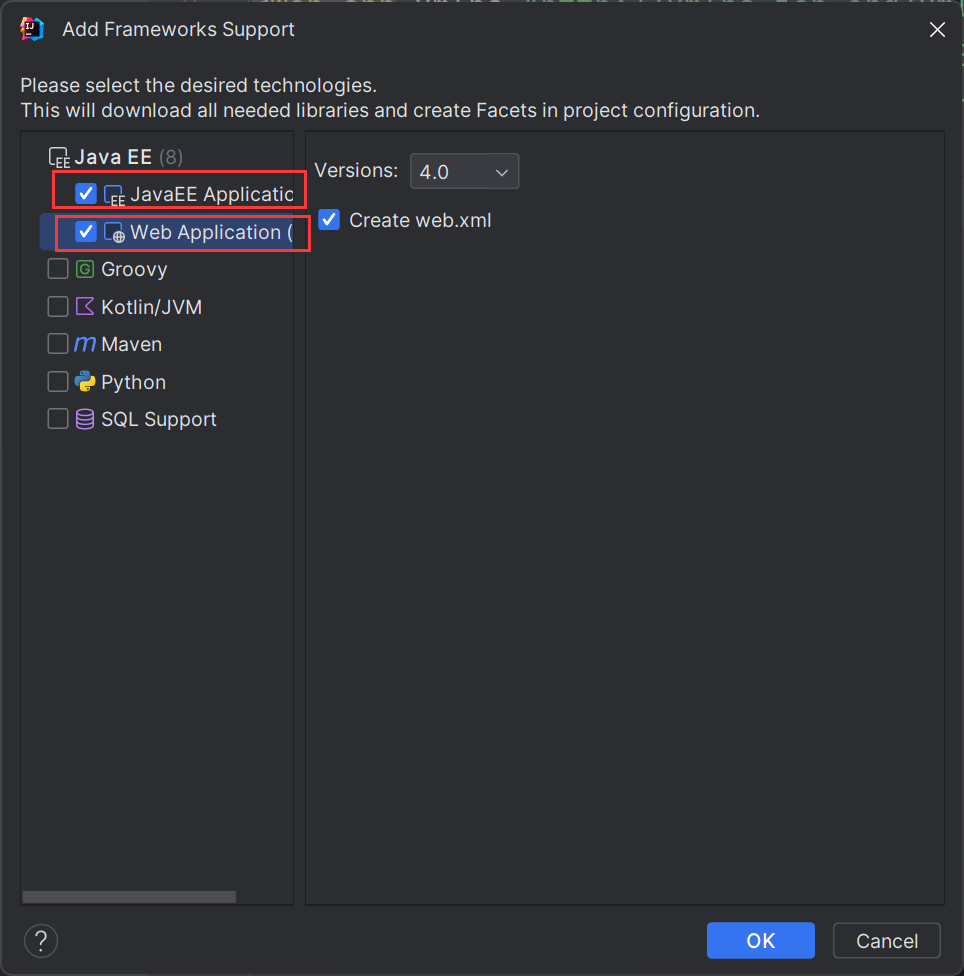 Add Frameworks Support
Please select the desired technologies.
This will download all needed libraries and create Facets in project configuration.
Java EE (8)
JavaEE Applicatio
Web Application (
Groovy
Kotlin/JVM
Maven
Python
SQL Support
Versions: 4.0
Create web.xml
?
OK
Cancel